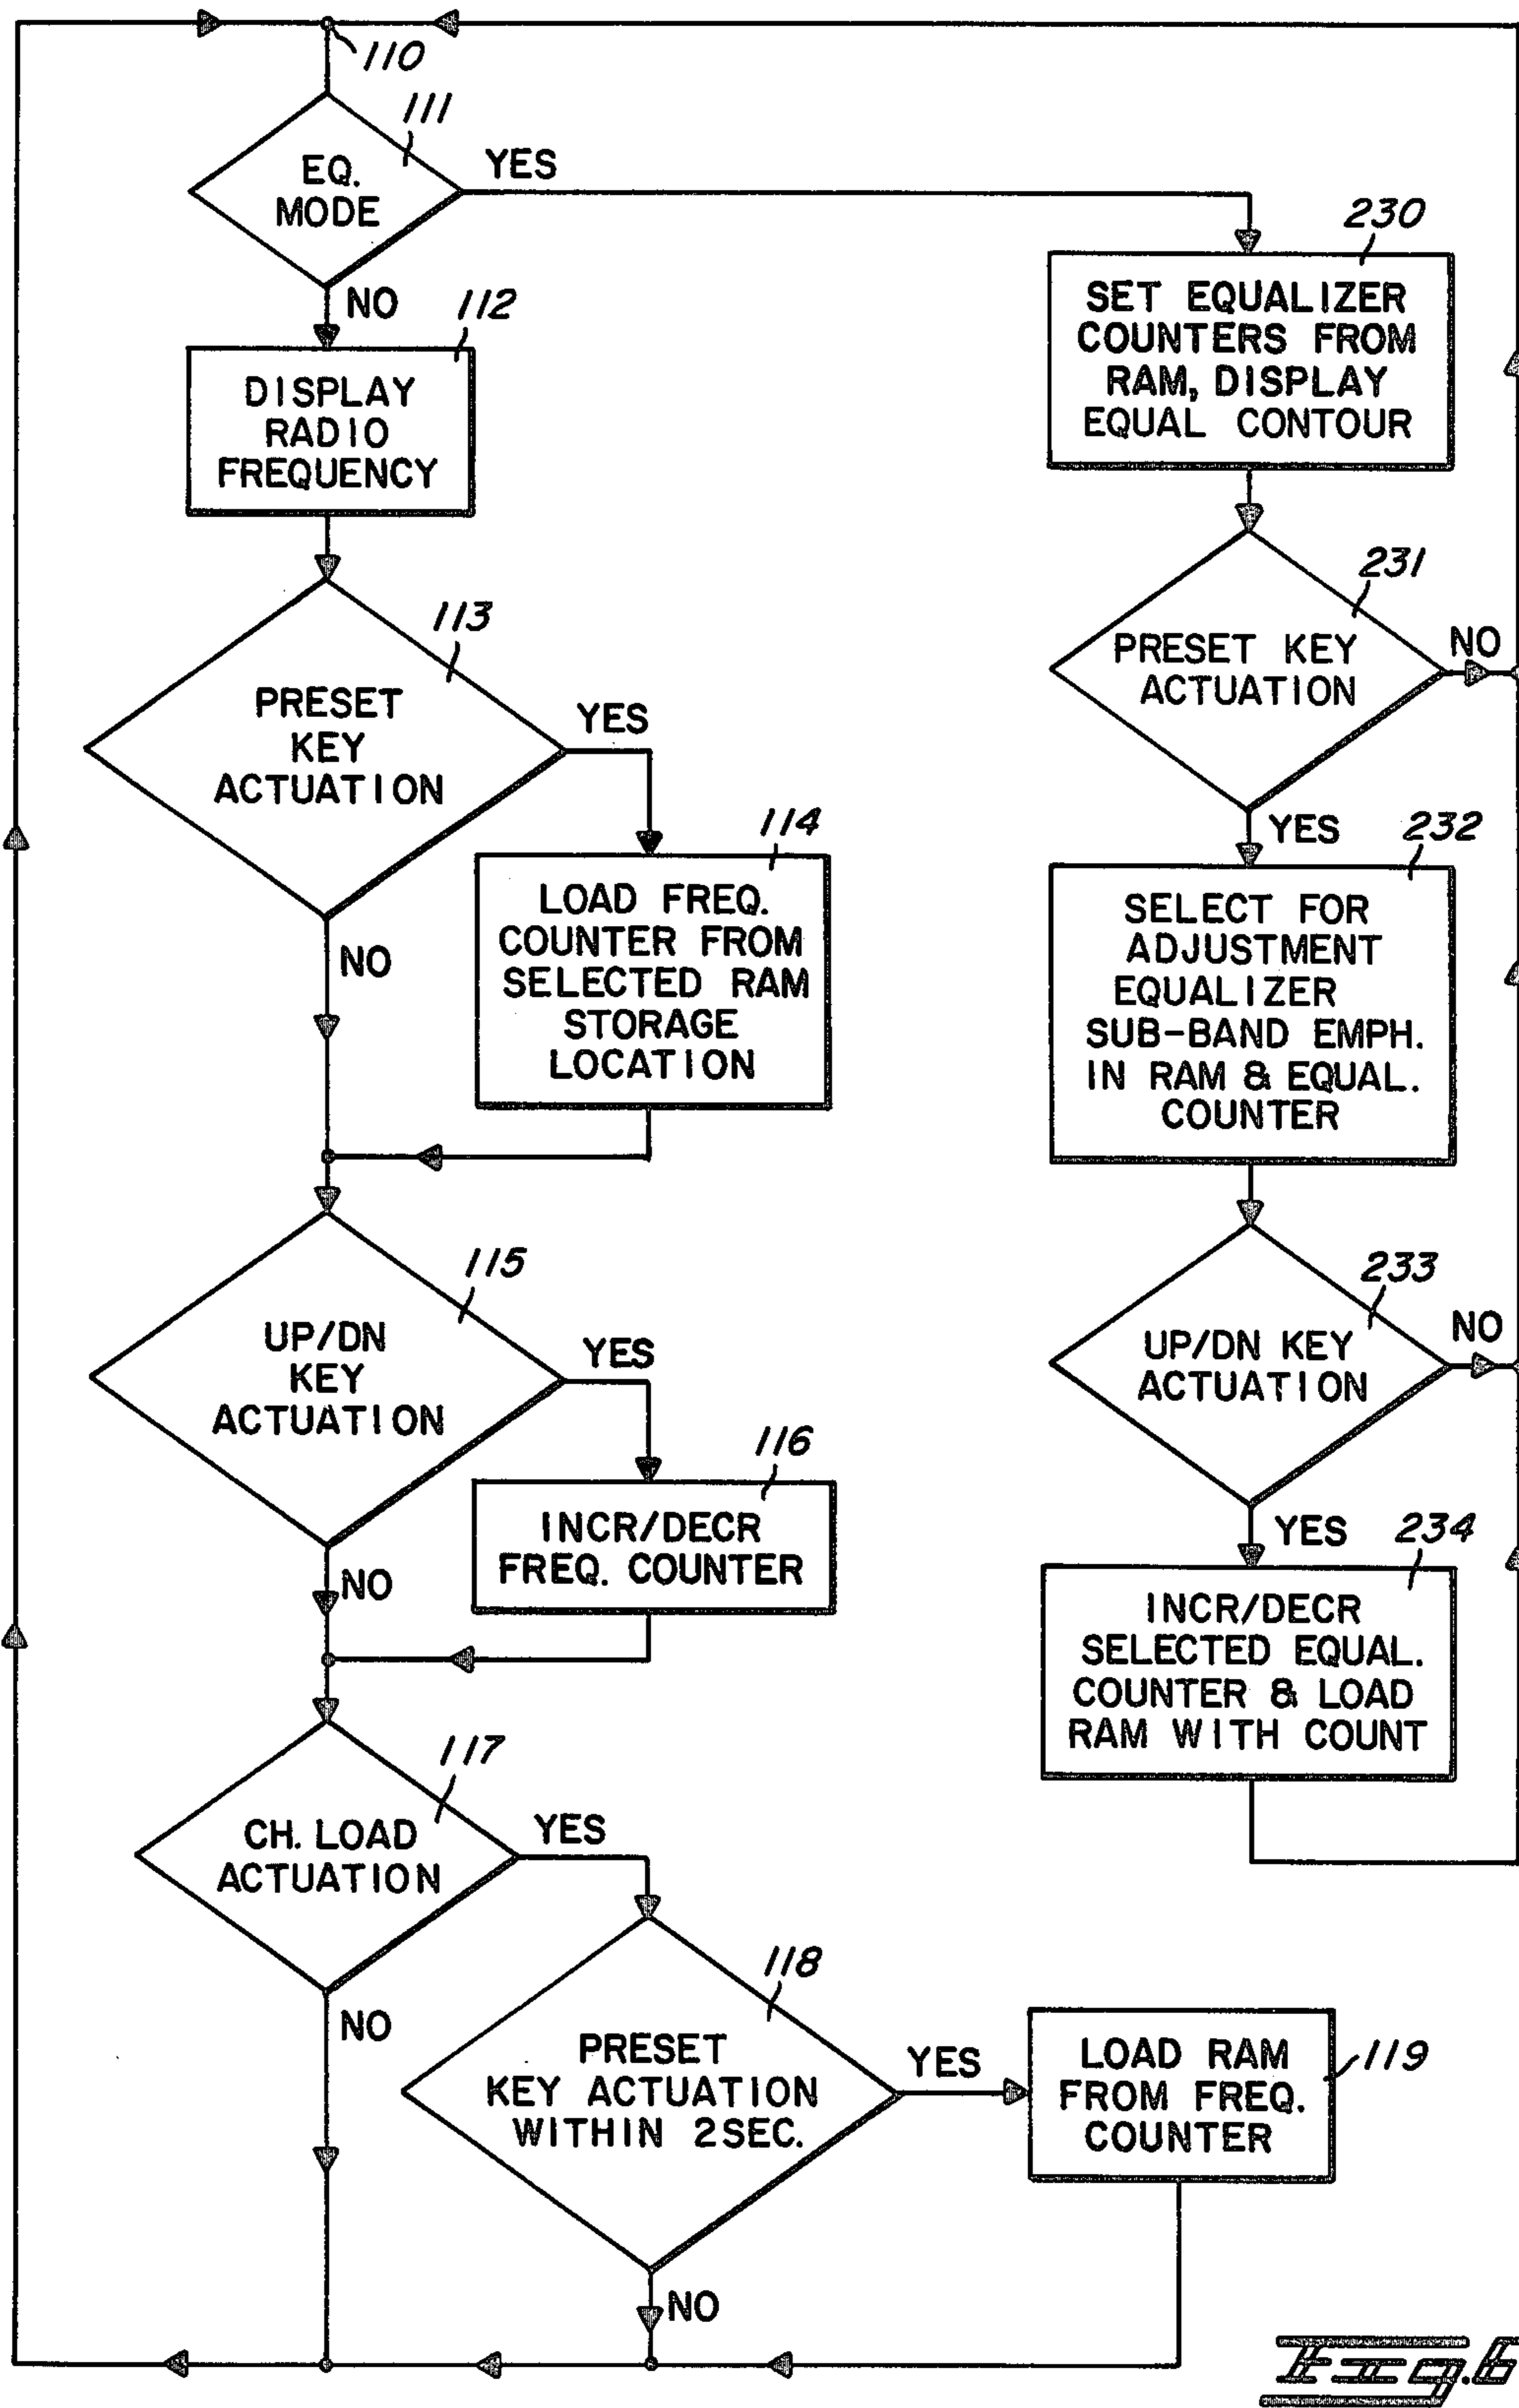 110
111
EQ.
MODE
YES
NO
112
DISPLAY
RADIO
FREQUENCY
113
PRESET
KEY
ACTUATION
YES
NO
114
LOAD FREQ.
COUNTER FROM
SELECTED RAM
STORAGE
LOCATION
115
UP/DN
KEY
ACTUATION
YES
NO
116
INCR/DECR
FREQ. COUNTER
117
CH. LOAD
ACTUATION
YES
NO
118
PRESET
KEY ACTUATION
WITHIN 2SEC.
YES
NO
119
LOAD RAM
FROM FREQ.
COUNTER
230
SET EQUALIZER
COUNTERS FROM
RAM, DISPLAY
EQUAL CONTOUR
231
PRESET KEY
ACTUATION
NO
YES
232
SELECT FOR
ADJUSTMENT
EQUALIZER
SUB-BAND EMPH.
IN RAM & EQUAL.
COUNTER
233
UP/DN KEY
ACTUATION
NO
YES
234
INCR/DECR
SELECTED EQUAL.
COUNTER & LOAD
RAM WITH COUNT
Fig.6